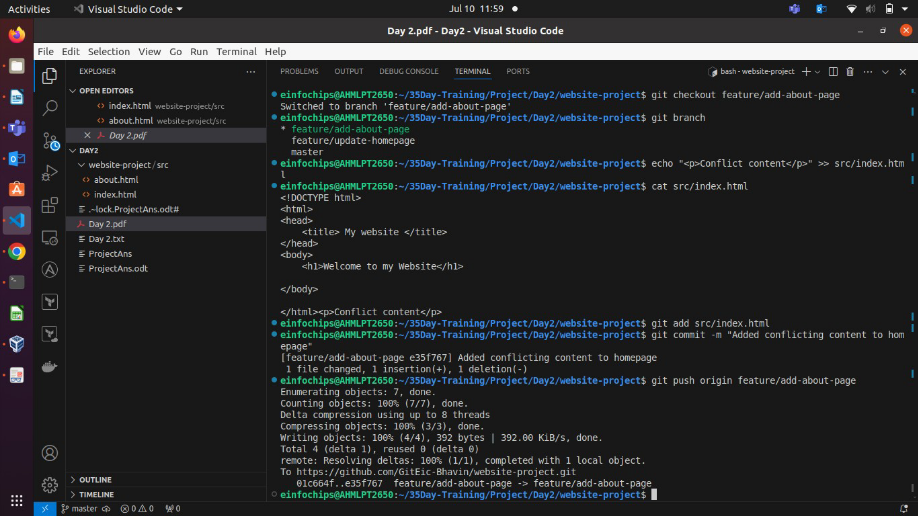 Activities
Visual Studio Code
Jul 10 11:59
Day 2.pdf - Day2 - Visual Studio Code
File Edit Selection View Go Run Terminal Help
EXPLORER
OPEN EDITORS
index.html website-project/src
about.html website-project/src
Day 2.pdf
DAY2
website-project / src
about.html
index.html
.~lock.ProjectAns.odt#
Day 2.pdf
Day 2.txt
ProjectAns
ProjectAns.odt
OUTLINE
TIMELINE
PROBLEMS OUTPUT DEBUG CONSOLE TERMINAL PORTS
bash - website-project
einfochips@AHMLPT2650:~/35Day-Training/Project/Day2/website-project$ git checkout feature/add-about-page
Switched to branch 'feature/add-about-page'
einfochips@AHMLPT2650:~/35Day-Training/Project/Day2/website-project$ git branch
* feature/add-about-page
feature/update-homepage
master
einfochips@AHMLPT2650:~/35Day-Training/Project/Day2/website-project$ echo "<p>Conflict content</p>" >> src/index.htm
l
einfochips@AHMLPT2650:~/35Day-Training/Project/Day2/website-project$ cat src/index.html
<!DOCTYPE html>
<html>
<head>
<title> My website </title>
</head>
<body>
<h1>Welcome to my Website</h1>
</body>
</html><p>Conflict content</p>
einfochips@AHMLPT2650:~/35Day-Training/Project/Day2/website-project$ git add src/index.html
einfochips@AHMLPT2650:~/35Day-Training/Project/Day2/website-project$ git commit -m "Added conflicting content to hom
epage"
[feature/add-about-page e35f767] Added conflicting content to homepage
1 file changed, 1 insertion(+), 1 deletion(-)
einfochips@AHMLPT2650:~/35Day-Training/Project/Day2/website-project$ git push origin feature/add-about-page
Enumerating objects: 7, done.
Counting objects: 100% (7/7), done.
Delta compression using up to 8 threads
Compressing objects: 100% (3/3), done.
Writing objects: 100% (4/4), 392 bytes | 392.00 KiB/s, done.
Total 4 (delta 1), reused 0 (delta 0)
remote: Resolving deltas: 100% (1/1), completed with 1 local object.
To https://github.com/GitEic-Bhavin/website-project.git
01c664f..e35f767 feature/add-about-page -> feature/add-about-page
einfochips@AHMLPT2650:~/35Day-Training/Project/Day2/website-project$
master 0 0 0